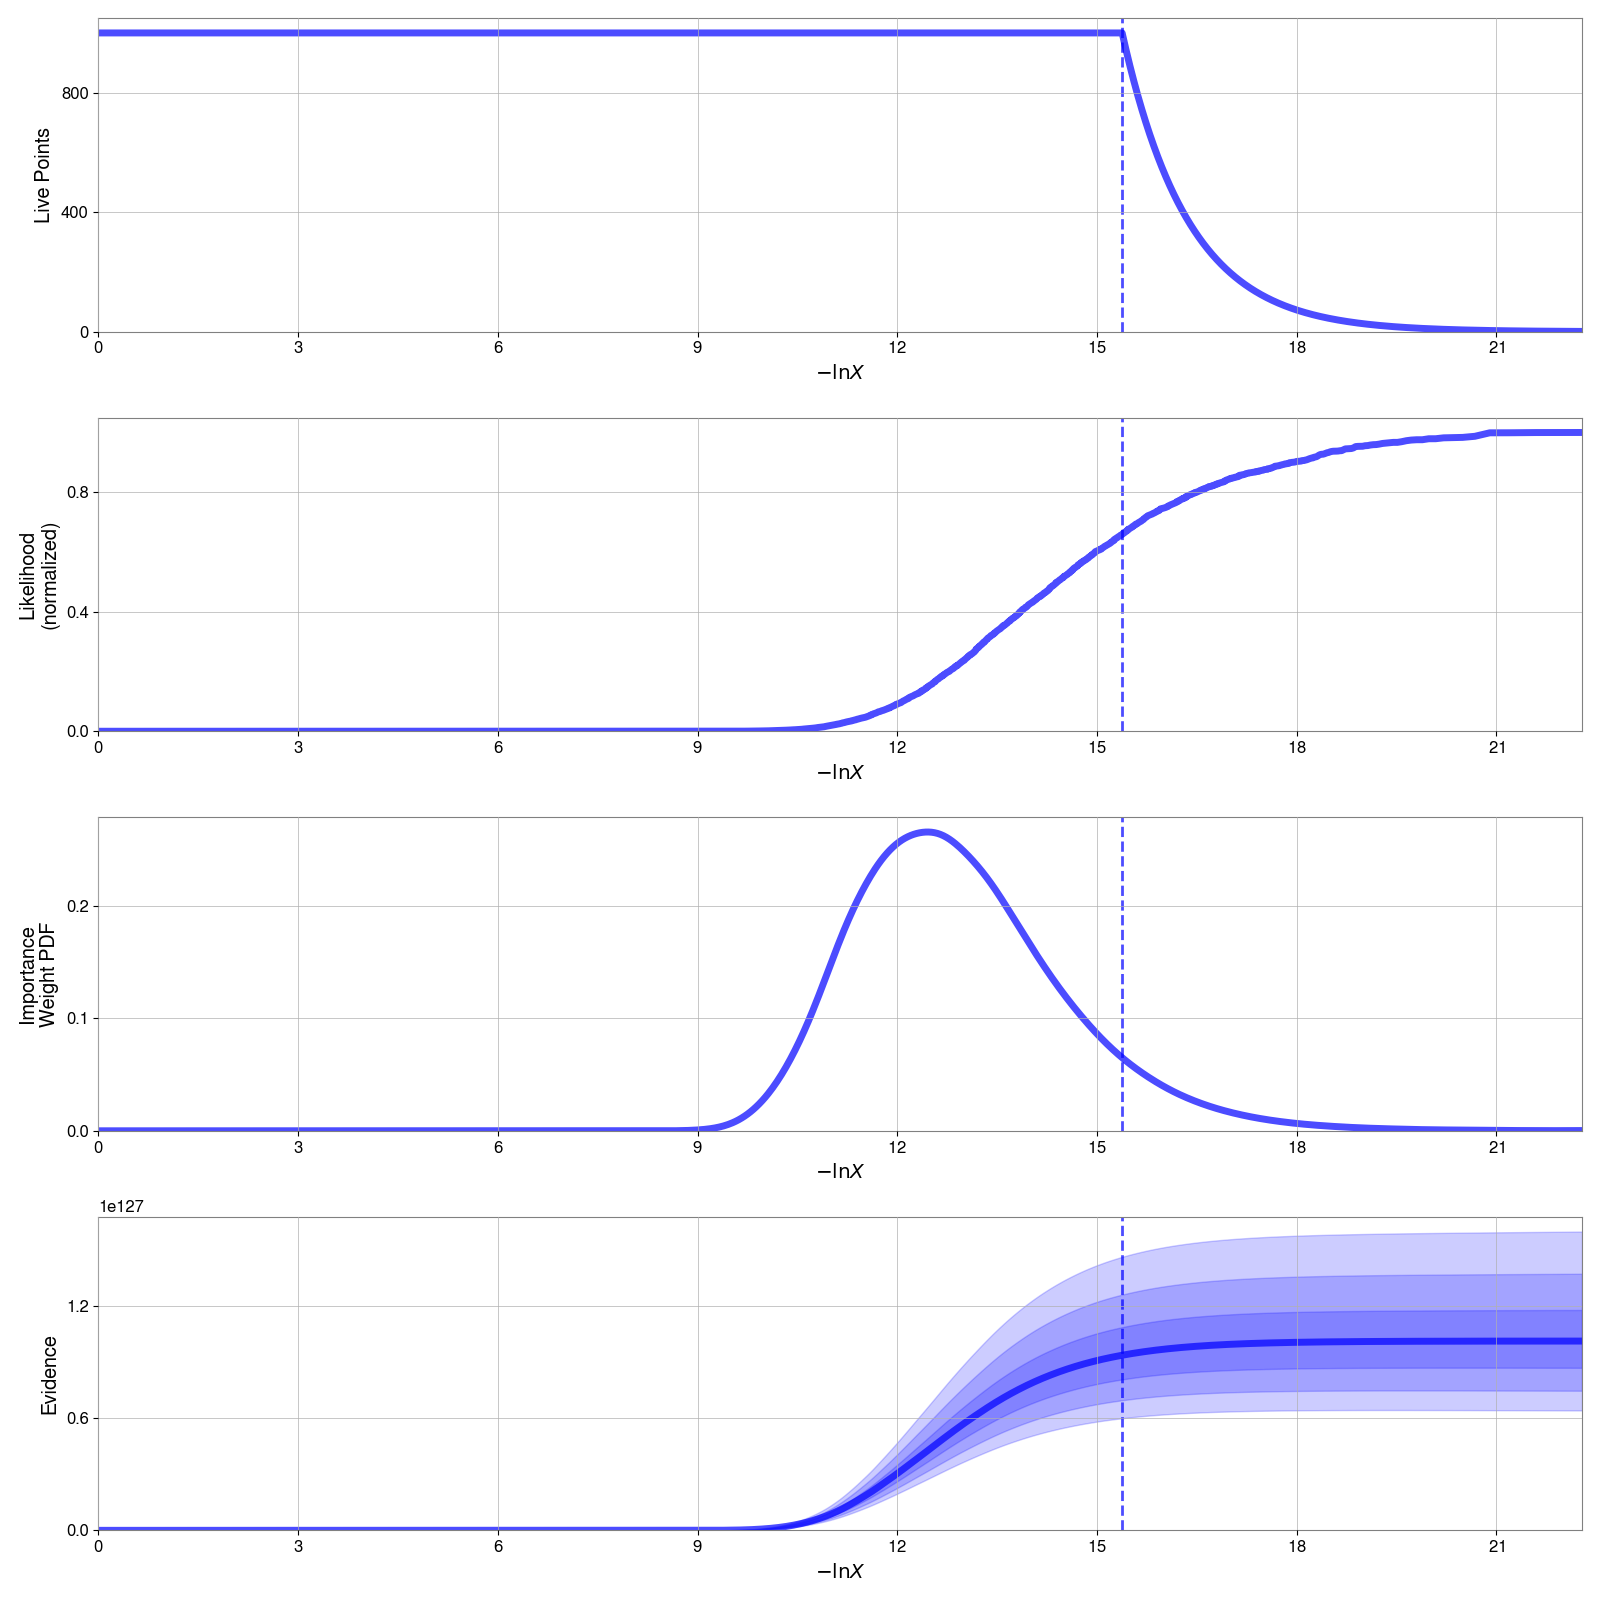 Live Points
800
400
0
0 3 6 9 12 15 18 21
−lnX
Likelihood
(normalized)
0.8
0.4
0.0
0 3 6 9 12 15 18 21
−lnX
Importance
Weight PDF
0.2
0.1
0.0
0 3 6 9 12 15 18 21
−lnX
1e127
Evidence
1.2
0.6
0.0
0 3 6 9 12 15 18 21
−lnX